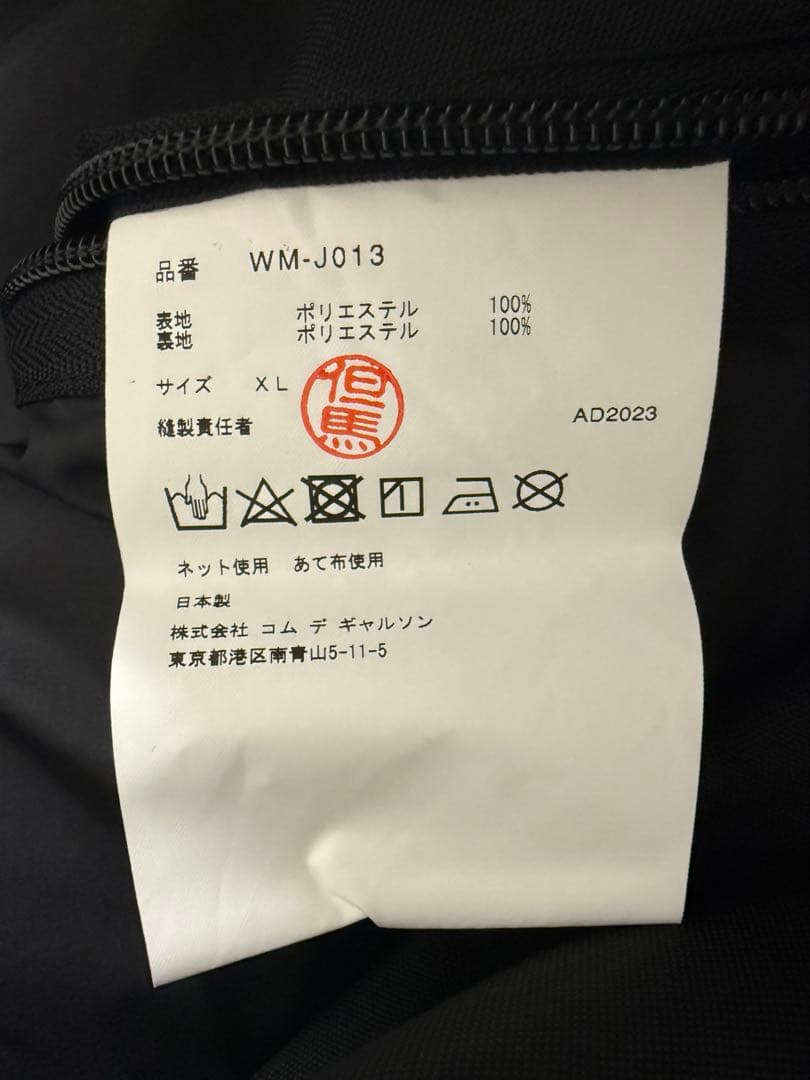 品番 WM-J013
表地 ポリエステル 100%
裏地 ポリエステル 100%
サイズ XL
但馬
縫製責任者
AD2023
ネット使用 あて布使用
日本製
株式会社 コム デ ギャルソン
東京都港区南青山5-11-5